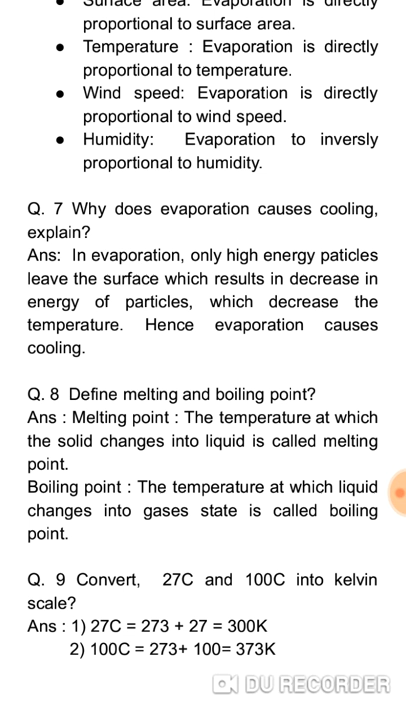 ● Surface area: Evaporation is directly
proportional to surface area.
● Temperature : Evaporation is directly
proportional to temperature.
● Wind speed: Evaporation is directly
proportional to wind speed.
● Humidity: Evaporation to inversly
proportional to humidity.
Q. 7 Why does evaporation causes cooling,
explain?
Ans: In evaporation, only high energy paticles
leave the surface which results in decrease in
energy of particles, which decrease the
temperature. Hence evaporation causes
cooling.
Q. 8 Define melting and boiling point?
Ans : Melting point : The temperature at which
the solid changes into liquid is called melting
point.
Boiling point : The temperature at which liquid
changes into gases state is called boiling
point.
Q. 9 Convert, 27C and 100C into kelvin
scale?
Ans : 1) 27C = 273 + 27 = 300K
2) 100C = 273+ 100= 373K
DU RECORDER